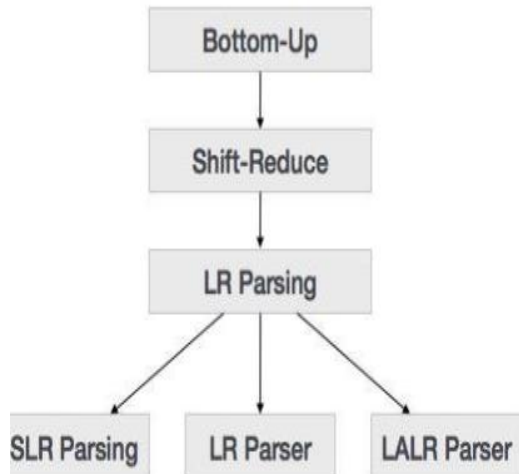 Bottom-Up
Shift-Reduce
LR Parsing
SLR Parsing
LR Parser
LALR Parser